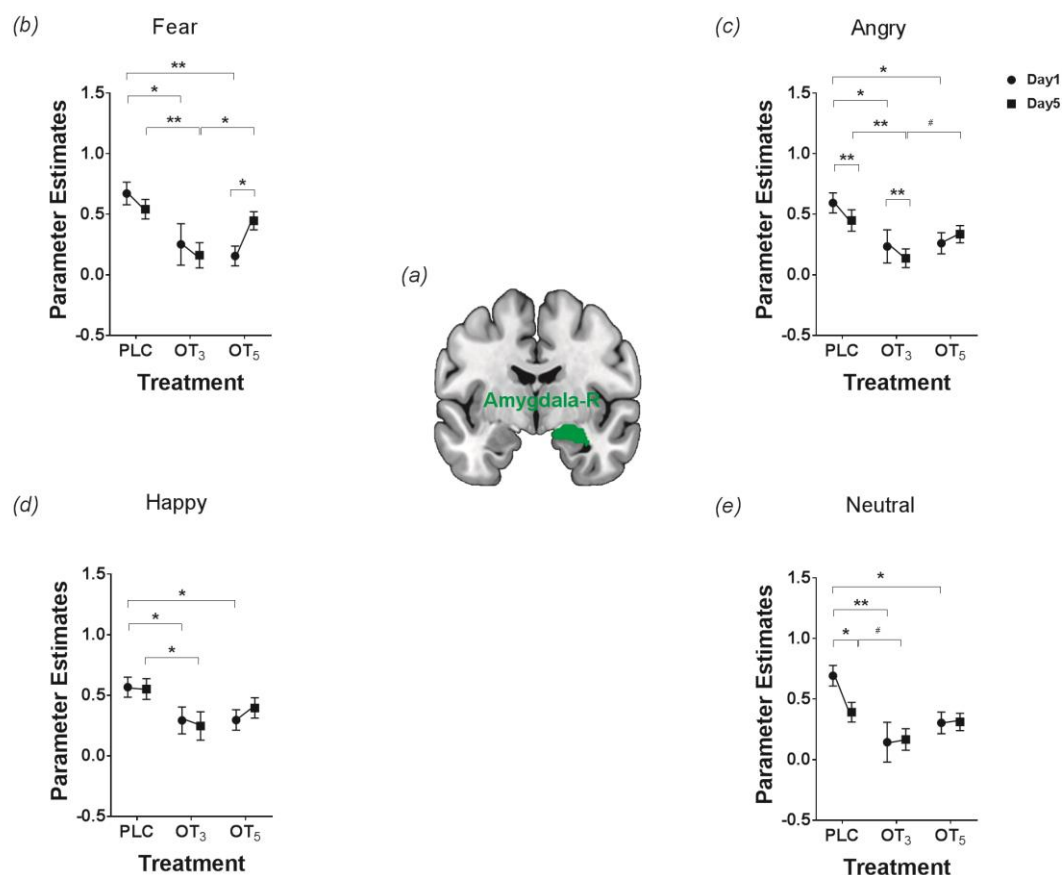 (b)
Fear
**
*
** *
*
1.5
1.0
0.5
0.0
-0.5
Parameter Estimates
PLC OT₃ OT₅
Treatment
(c)
Angry
*
*
** #
**
**
1.5
1.0
0.5
0.0
-0.5
Parameter Estimates
PLC OT₃ OT₅
Treatment
Day1
Day5
(a)
Amygdala-R
(d)
Happy
*
*
*
1.5
1.0
0.5
0.0
-0.5
Parameter Estimates
PLC OT₃ OT₅
Treatment
(e)
Neutral
*
**
* #
1.5
1.0
0.5
0.0
-0.5
Parameter Estimates
PLC OT₃ OT₅
Treatment